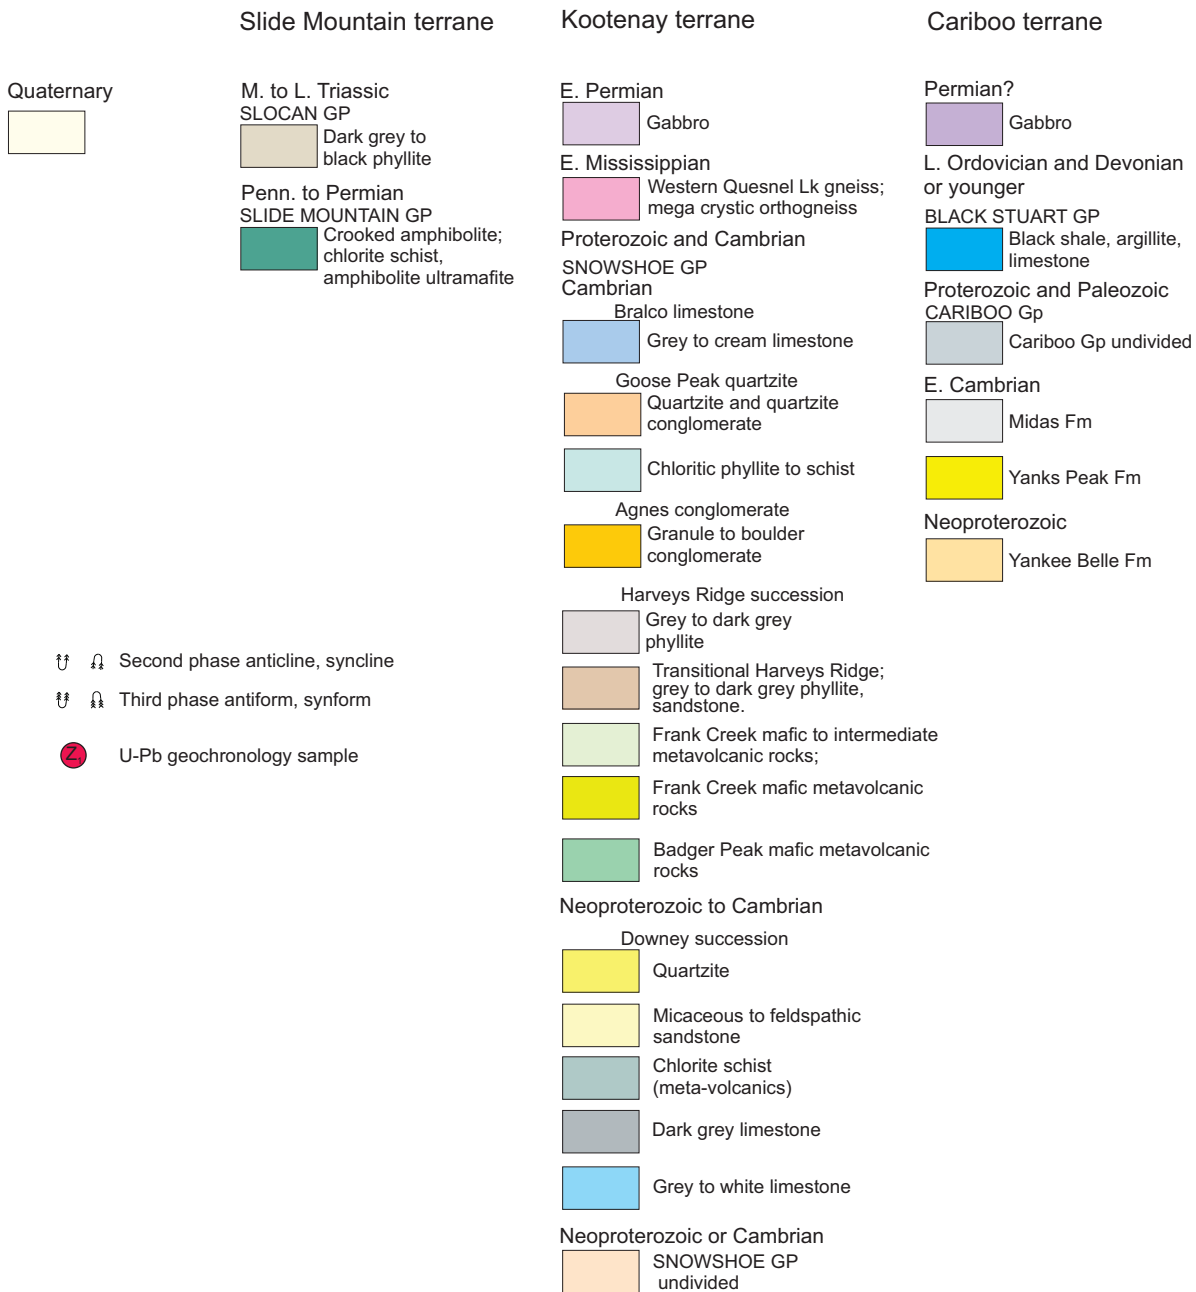 Slide Mountain terrane
Kootenay terrane
Cariboo terrane
Quaternary
M. to L. Triassic
SLOCAN GP
Dark grey to
black phyllite
Penn. to Permian
SLIDE MOUNTAIN GP
Crooked amphibolite;
chlorite schist,
amphibolite ultramafite
E. Permian
Gabbro
E. Mississippian
Western Quesnel Lk gneiss;
mega crystic orthogneiss
Proterozoic and Cambrian
SNOWSHOE GP
Cambrian
Bralco limestone
Grey to cream limestone
Goose Peak quartzite
Quartzite and quartzite
conglomerate
Chloritic phyllite to schist
Agnes conglomerate
Granule to boulder
conglomerate
Harveys Ridge succession
Grey to dark grey
phyllite
Transitional Harveys Ridge;
grey to dark grey phyllite,
sandstone.
Frank Creek mafic to intermediate
metavolcanic rocks;
Frank Creek mafic metavolcanic
rocks
Badger Peak mafic metavolcanic
rocks
Neoproterozoic to Cambrian
Downey succession
Quartzite
Micaceous to feldspathic
sandstone
Chlorite schist
(meta-volcanics)
Dark grey limestone
Grey to white limestone
Neoproterozoic or Cambrian
SNOWSHOE GP
undivided
Permian?
Gabbro
L. Ordovician and Devonian
or younger
BLACK STUART GP
Black shale, argillite,
limestone
Proterozoic and Paleozoic
CARIBOO Gp
Cariboo Gp undivided
E. Cambrian
Midas Fm
Yanks Peak Fm
Neoproterozoic
Yankee Belle Fm
Second phase anticline, syncline
Third phase antiform, synform
Z1 U-Pb geochronology sample